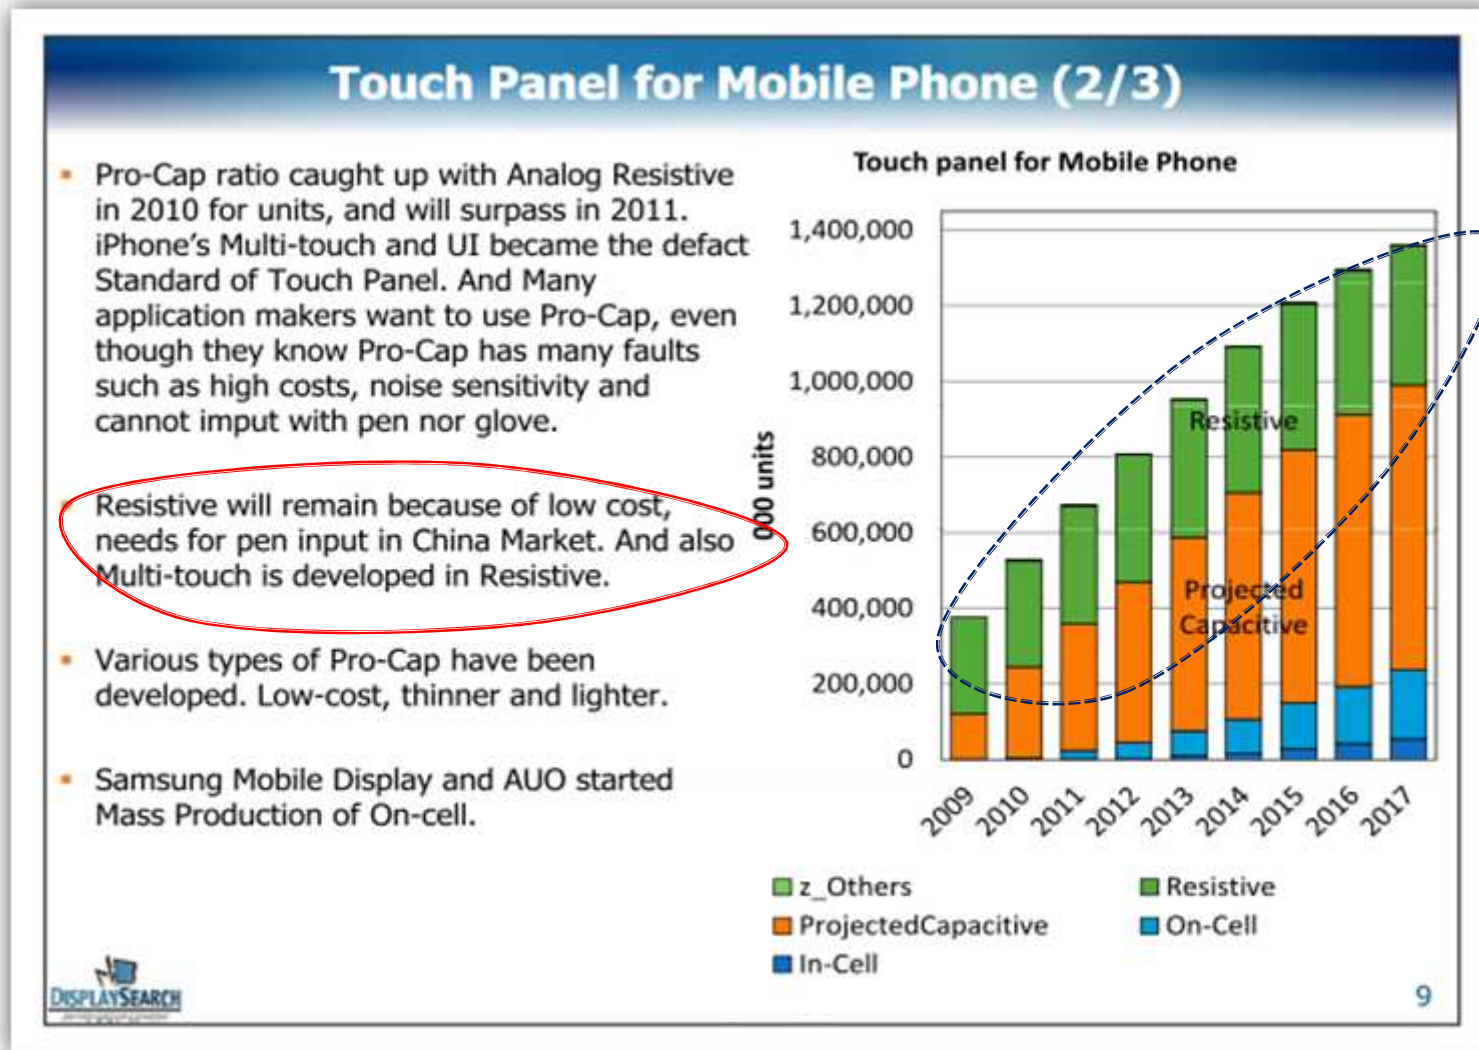 Touch Panel for Mobile Phone (2/3)
Pro-Cap ratio caught up with Analog Resistive
in 2010 for units, and will surpass in 2011.
iPhone's Multi-touch and UI became the defact
Standard of Touch Panel. And Many
application makers want to use Pro-Cap, even
though they know Pro-Cap has many faults
such as high costs, noise sensitivity and
cannot imput with pen nor glove.
Resistive will remain because of low cost,
needs for pen input in China Market. And also
Multi-touch is developed in Resistive.
Various types of Pro-Cap have been
developed. Low-cost, thinner and lighter.
Samsung Mobile Display and AUO started
Mass Production of On-cell.
Touch panel for Mobile Phone
000 units
1,400,000
1,200,000
1,000,000
800,000
600,000
400,000
200,000
0
Resistive
Projected
Capacitive
2009
2010
2011
2012
2013
2014
2015
2016
2017
z_Others
Resistive
ProjectedCapacitive
On-Cell
In-Cell
DISPLAYSEARCH
9